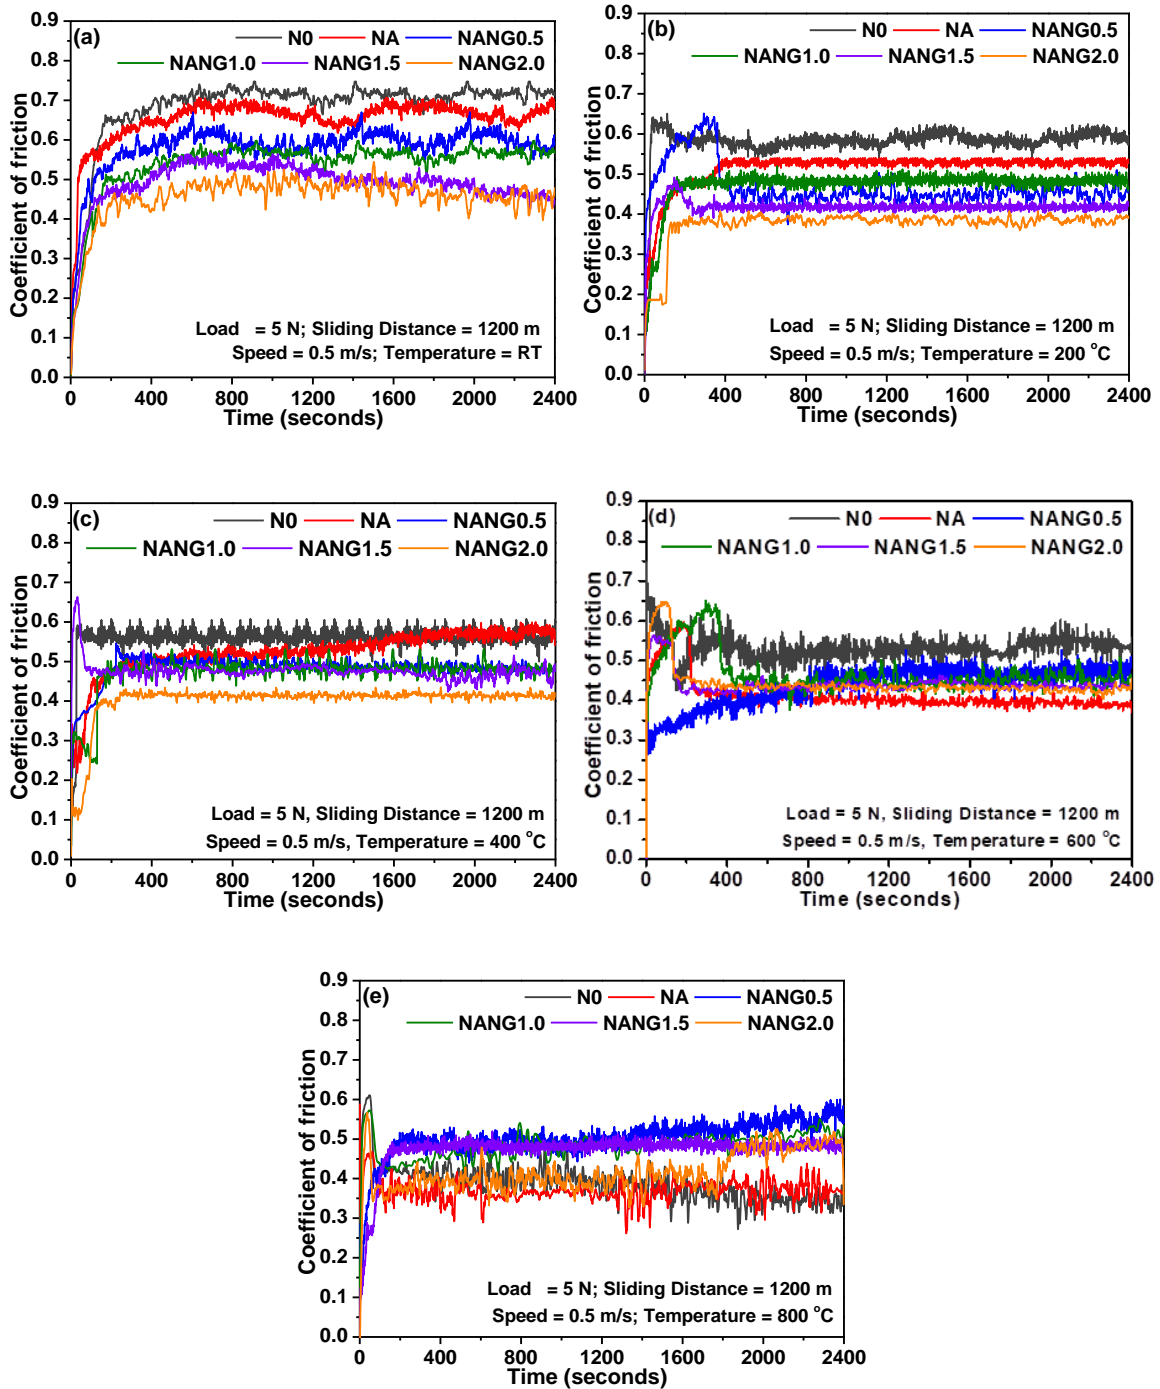 (a)
N0 NA NANG0.5
NANG1.0 NANG1.5 NANG2.0
0.9
0.8
0.7
0.6
0.5
0.4
0.3
0.2
0.1
0.0
Coefficient of friction
Load = 5 N; Sliding Distance = 1200 m
Speed = 0.5 m/s; Temperature = RT
0 400 800 1200 1600 2000 2400
Time (seconds)
(b)
N0 NA NANG0.5
NANG1.0 NANG1.5 NANG2.0
0.9
0.8
0.7
0.6
0.5
0.4
0.3
0.2
0.1
0.0
Coefficient of friction
Load = 5 N; Sliding Distance = 1200 m
Speed = 0.5 m/s; Temperature = 200 °C
0 400 800 1200 1600 2000 2400
Time (seconds)
(c)
N0 NA NANG0.5
NANG1.0 NANG1.5 NANG2.0
0.9
0.8
0.7
0.6
0.5
0.4
0.3
0.2
0.1
0.0
Coefficient of friction
Load = 5 N, Sliding Distance = 1200 m
Speed = 0.5 m/s, Temperature = 400 °C
0 400 800 1200 1600 2000 2400
Time (seconds)
(d)
N0 NA NANG0.5
NANG1.0 NANG1.5 NANG2.0
0.9
0.8
0.7
0.6
0.5
0.4
0.3
0.2
0.1
0.0
Coefficient of friction
Load = 5 N, Sliding Distance = 1200 m
Speed = 0.5 m/s, Temperature = 600 °C
0 400 800 1200 1600 2000 2400
Time (seconds)
(e)
N0 NA NANG0.5
NANG1.0 NANG1.5 NANG2.0
0.9
0.8
0.7
0.6
0.5
0.4
0.3
0.2
0.1
0.0
Coefficient of friction
Load = 5 N; Sliding Distance = 1200 m
Speed = 0.5 m/s; Temperature = 800 °C
0 400 800 1200 1600 2000 2400
Time (seconds)